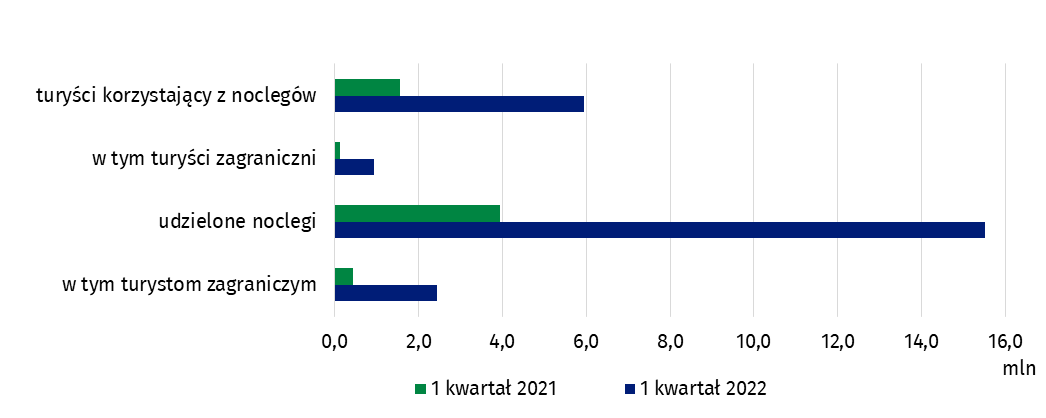 turyści korzystający z noclegów
w tym turyści zagraniczni
udzielone noclegi
w tym turystom zagraniczym
0,0 2,0 4,0 6,0 8,0 10,0 12,0 14,0 16,0
mln
1 kwartał 2021 1 kwartał 2022